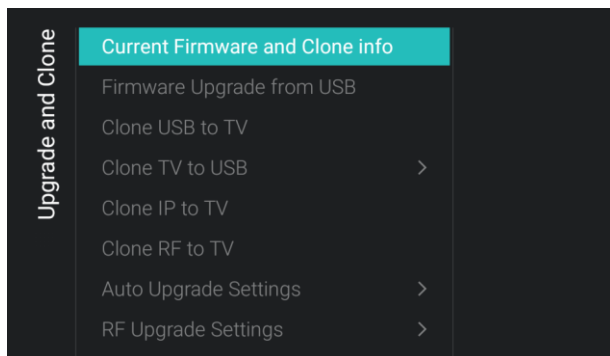 Upgrade and Clone
Current Firmware and Clone info
Firmware Upgrade from USB
Clone USB to TV
Clone TV to USB
Clone IP to TV
Clone RF to TV
Auto Upgrade Settings
RF Upgrade Settings